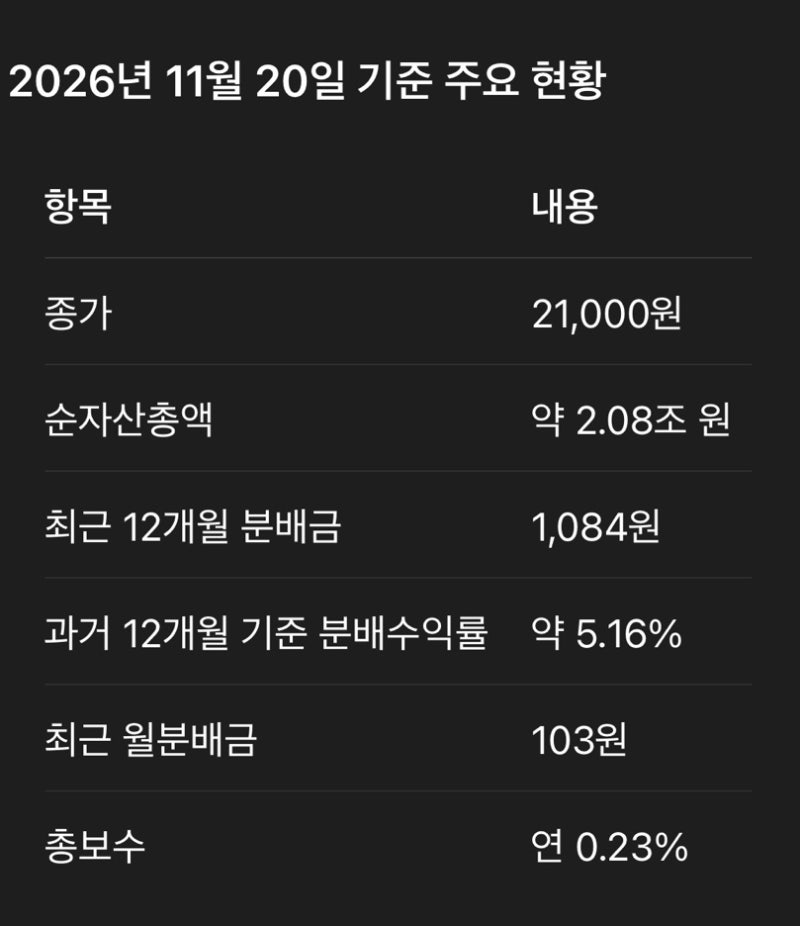 2026년 11월 20일 기준 주요 현황
항목 내용
종가 21,000원
순자산총액 약 2.08조 원
최근 12개월 분배금 1,084원
과거 12개월 기준 분배수익률 약 5.16%
최근 월분배금 103원
총보수 연 0.23%